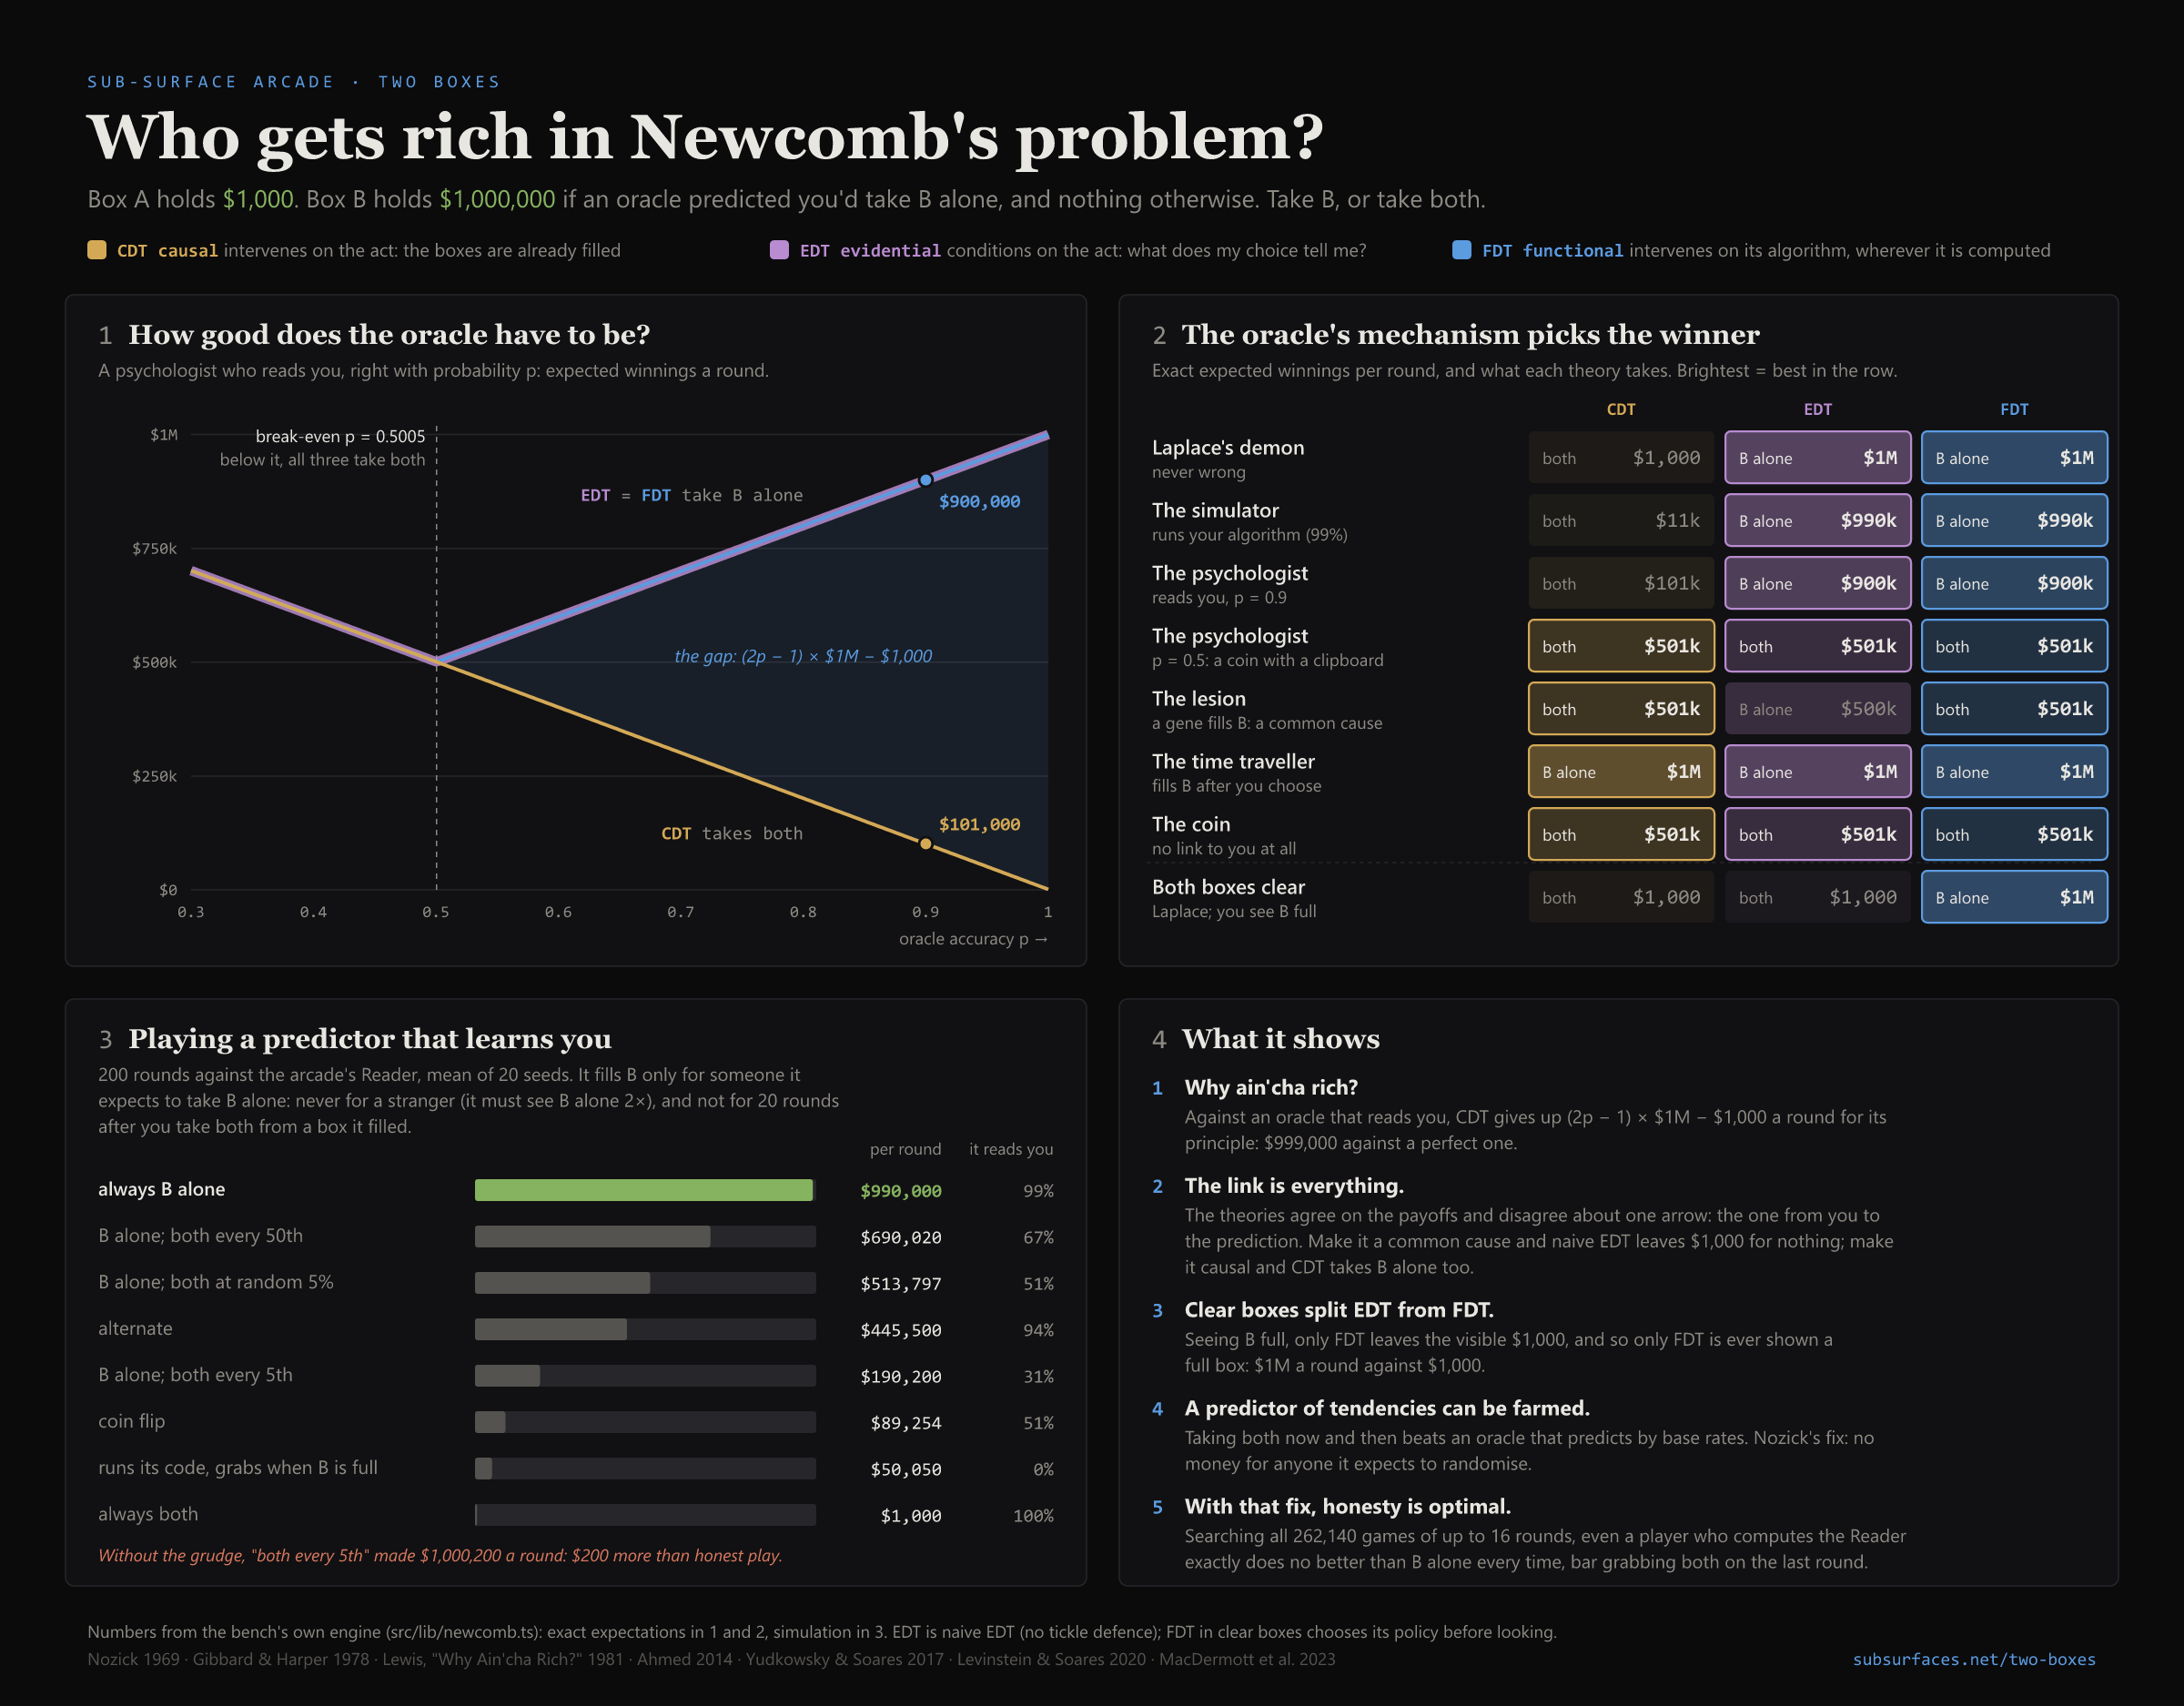 SUB-SURFACE ARCADE · TWO BOXES
Who gets rich in Newcomb's problem?
Box A holds $1,000. Box B holds $1,000,000 if an oracle predicted you'd take B alone, and nothing otherwise. Take B, or take both.
CDT causal intervenes on the act: the boxes are already filled
EDT evidential conditions on the act: what does my choice tell me?
FDT functional intervenes on its algorithm, wherever it is computed
1 How good does the oracle have to be?
A psychologist who reads you, right with probability p: expected winnings a round.
$1M
break-even p = 0.5005
below it, all three take both
EDT = FDT take B alone
$900,000
$750k
the gap: (2p − 1) × $1M − $1,000
$500k
$250k
CDT takes both
$101,000
$0
0.3 0.4 0.5 0.6 0.7 0.8 0.9 1
oracle accuracy p →
2 The oracle's mechanism picks the winner
Exact expected winnings per round, and what each theory takes. Brightest = best in the row.
CDT EDT FDT
Laplace's demon
never wrong
both $1,000 B alone $1M B alone $1M
The simulator
runs your algorithm (99%)
both $11k B alone $990k B alone $990k
The psychologist
reads you, p = 0.9
both $101k B alone $900k B alone $900k
The psychologist
p = 0.5: a coin with a clipboard
both $501k both $501k both $501k
The lesion
a gene fills B: a common cause
both $501k B alone $500k both $501k
The time traveller
fills B after you choose
B alone $1M B alone $1M B alone $1M
The coin
no link to you at all
both $501k both $501k both $501k
Both boxes clear
Laplace; you see B full
both $1,000 both $1,000 B alone $1M
3 Playing a predictor that learns you
200 rounds against the arcade's Reader, mean of 20 seeds. It fills B only for someone it
expects to take B alone: never for a stranger (it must see B alone 2×), and not for 20 rounds
after you take both from a box it filled.
per round it reads you
always B alone $990,000 99%
B alone; both every 50th $690,020 67%
B alone; both at random 5% $513,797 51%
alternate $445,500 94%
B alone; both every 5th $190,200 31%
coin flip $89,254 51%
runs its code, grabs when B is full $50,050 0%
always both $1,000 100%
Without the grudge, "both every 5th" made $1,000,200 a round: $200 more than honest play.
4 What it shows
1 Why ain'cha rich?
Against an oracle that reads you, CDT gives up (2p − 1) × $1M − $1,000 a round for its
principle: $999,000 against a perfect one.
2 The link is everything.
The theories agree on the payoffs and disagree about one arrow: the one from you to
the prediction. Make it a common cause and naive EDT leaves $1,000 for nothing; make
it causal and CDT takes B alone too.
3 Clear boxes split EDT from FDT.
Seeing B full, only FDT leaves the visible $1,000, and so only FDT is ever shown a
full box: $1M a round against $1,000.
4 A predictor of tendencies can be farmed.
Taking both now and then beats an oracle that predicts by base rates. Nozick's fix: no
money for anyone it expects to randomise.
5 With that fix, honesty is optimal.
Searching all 262,140 games of up to 16 rounds, even a player who computes the Reader
exactly does no better than B alone every time, bar grabbing both on the last round.
Numbers from the bench's own engine (src/lib/newcomb.ts): exact expectations in 1 and 2, simulation in 3. EDT is naive EDT (no tickle defence); FDT in clear boxes chooses its policy before looking.
Nozick 1969 · Gibbard & Harper 1978 · Lewis, "Why Ain'cha Rich?" 1981 · Ahmed 2014 · Yudkowsky & Soares 2017 · Levinstein & Soares 2020 · MacDermott et al. 2023
subsurfaces.net/two-boxes